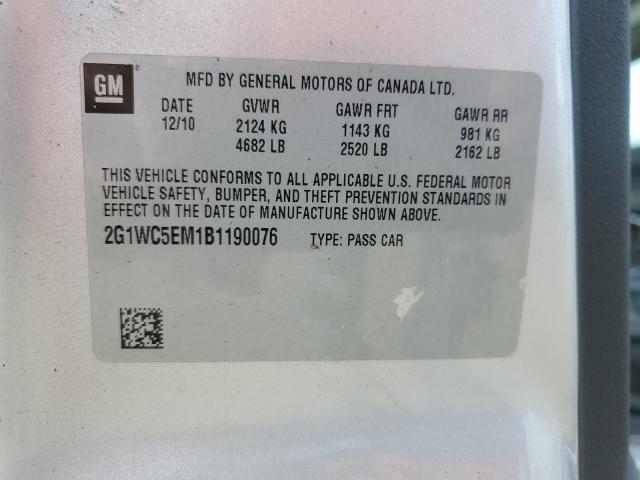 GM ®
MFD BY GENERAL MOTORS OF CANADA LTD.
DATE GVWR GAWR FRT GAWR RR
12/10 2124 KG 1143 KG 981 KG
4682 LB 2520 LB 2162 LB
THIS VEHICLE CONFORMS TO ALL APPLICABLE U.S. FEDERAL MOTOR
VEHICLE SAFETY, BUMPER, AND THEFT PREVENTION STANDARDS IN
EFFECT ON THE DATE OF MANUFACTURE SHOWN ABOVE.
2G1WC5EM1B1190076 TYPE: PASS CAR